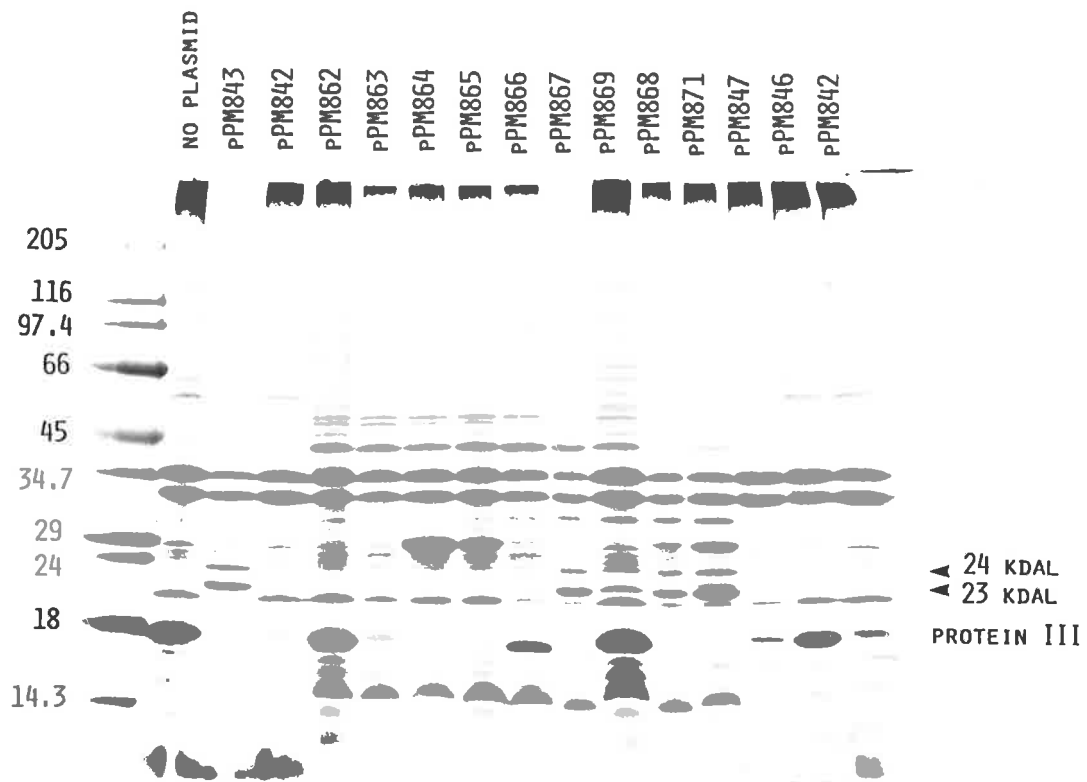 NO PLASMID
pPM843
pPM842
pPM862
pPM863
pPM864
pPM865
pPM866
pPM867
pPM869
pPM868
pPM871
pPM847
pPM846
pPM842
205
116
97.4
66
45
34.7
29
24
18
14.3
24 KDAL
23 KDAL
PROTEIN III